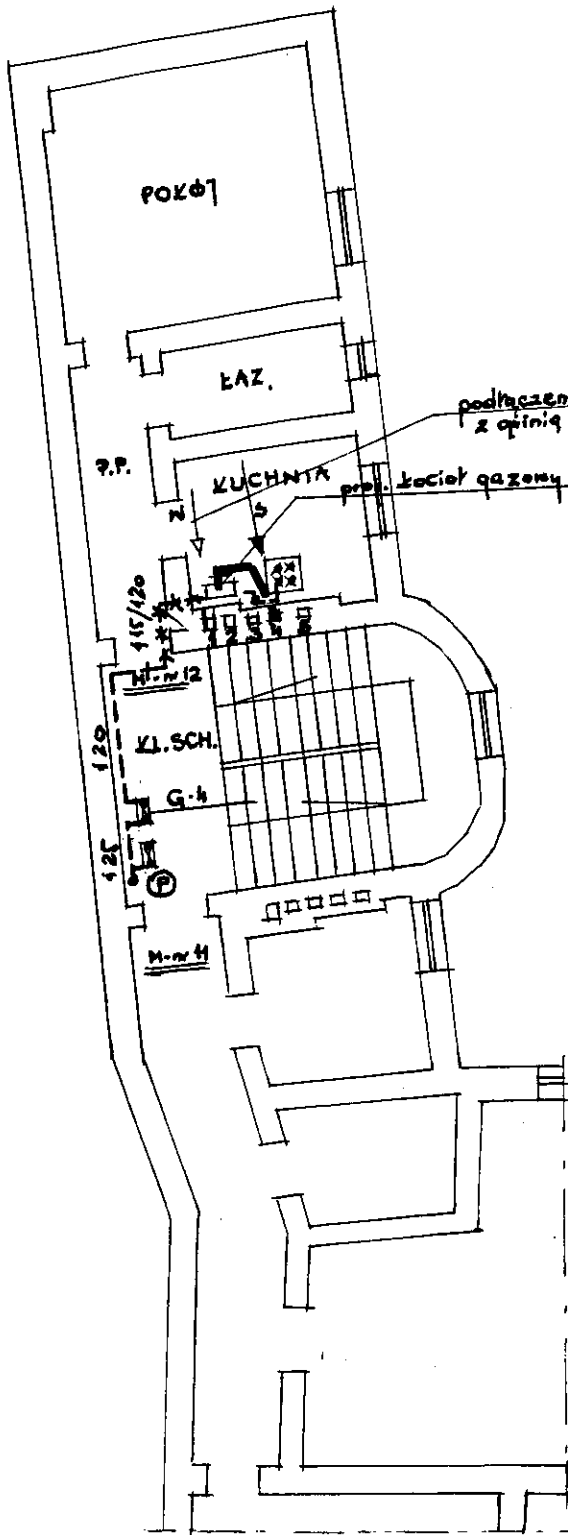 POKÓJ
ŁAZ.
podłączen
z opinią
P.P.
KUCHNIA
proj. kocioł gazowy
N
S
115/120
M-nr 12
120
KL.SCH.
G-4
125
P
M-nr 11